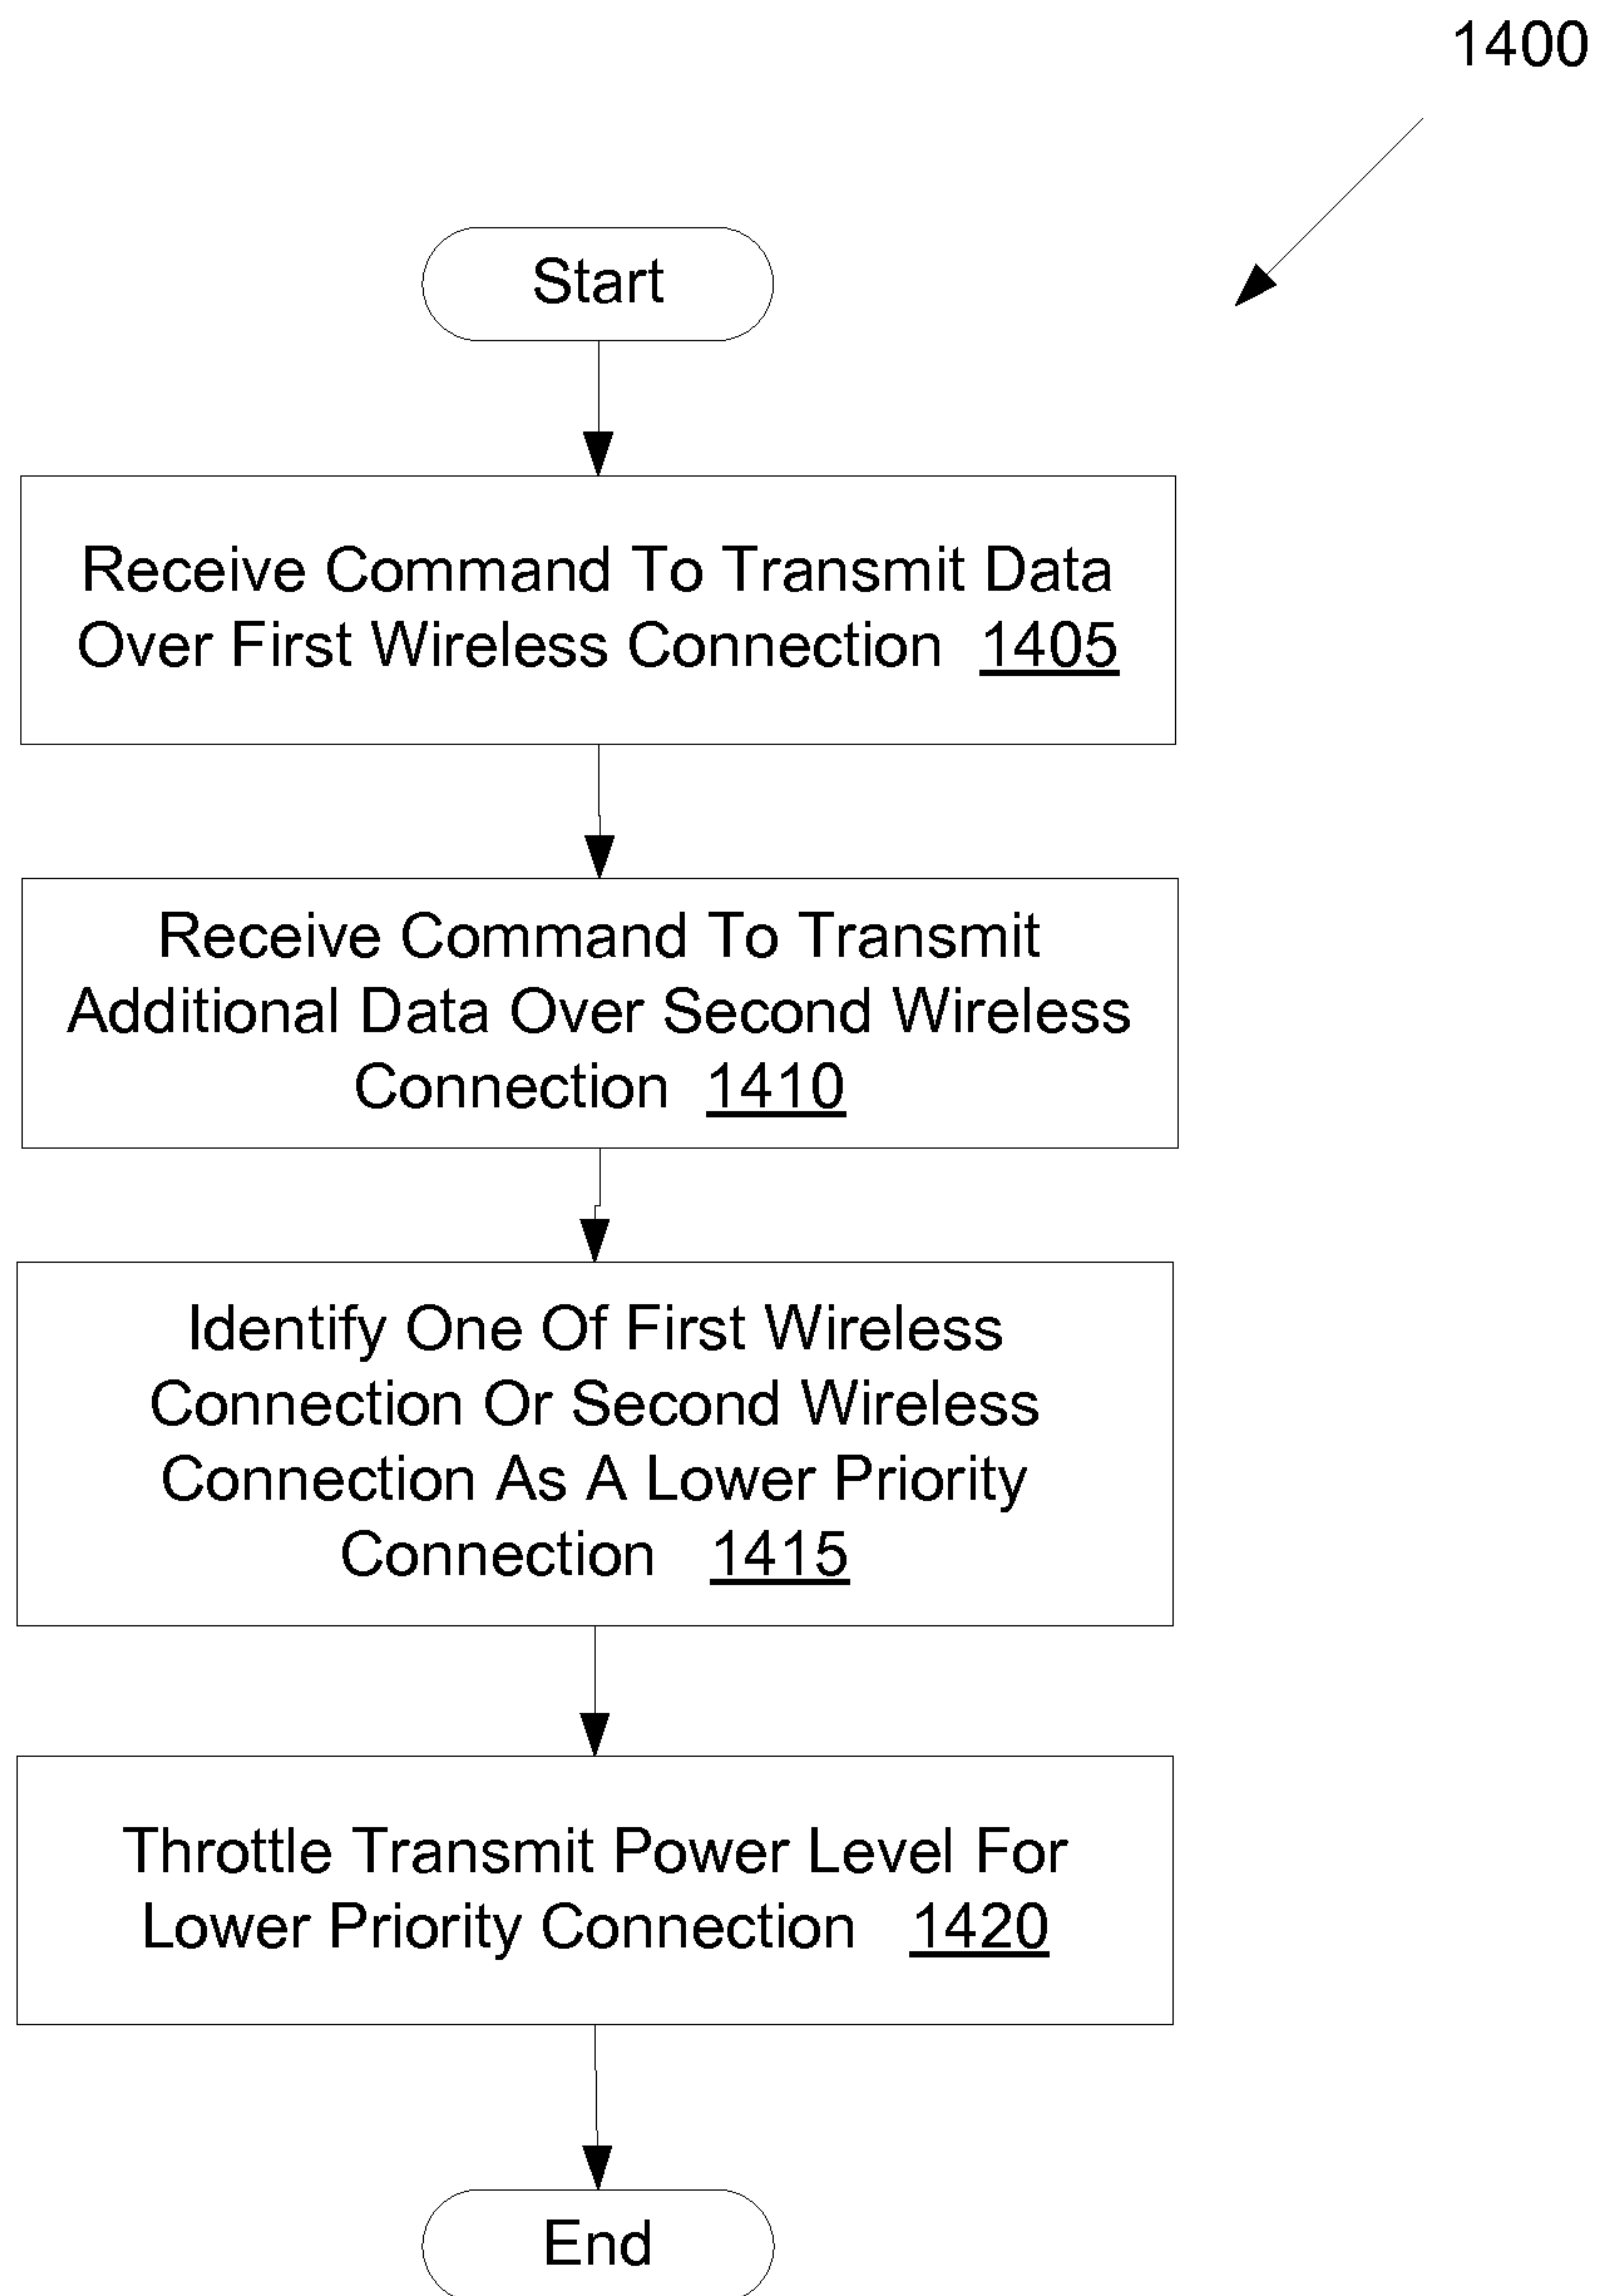 1400
Start
Receive Command To Transmit Data
Over First Wireless Connection 1405
Receive Command To Transmit
Additional Data Over Second Wireless
Connection 1410
Identify One Of First Wireless
Connection Or Second Wireless
Connection As A Lower Priority
Connection 1415
Throttle Transmit Power Level For
Lower Priority Connection 1420
End